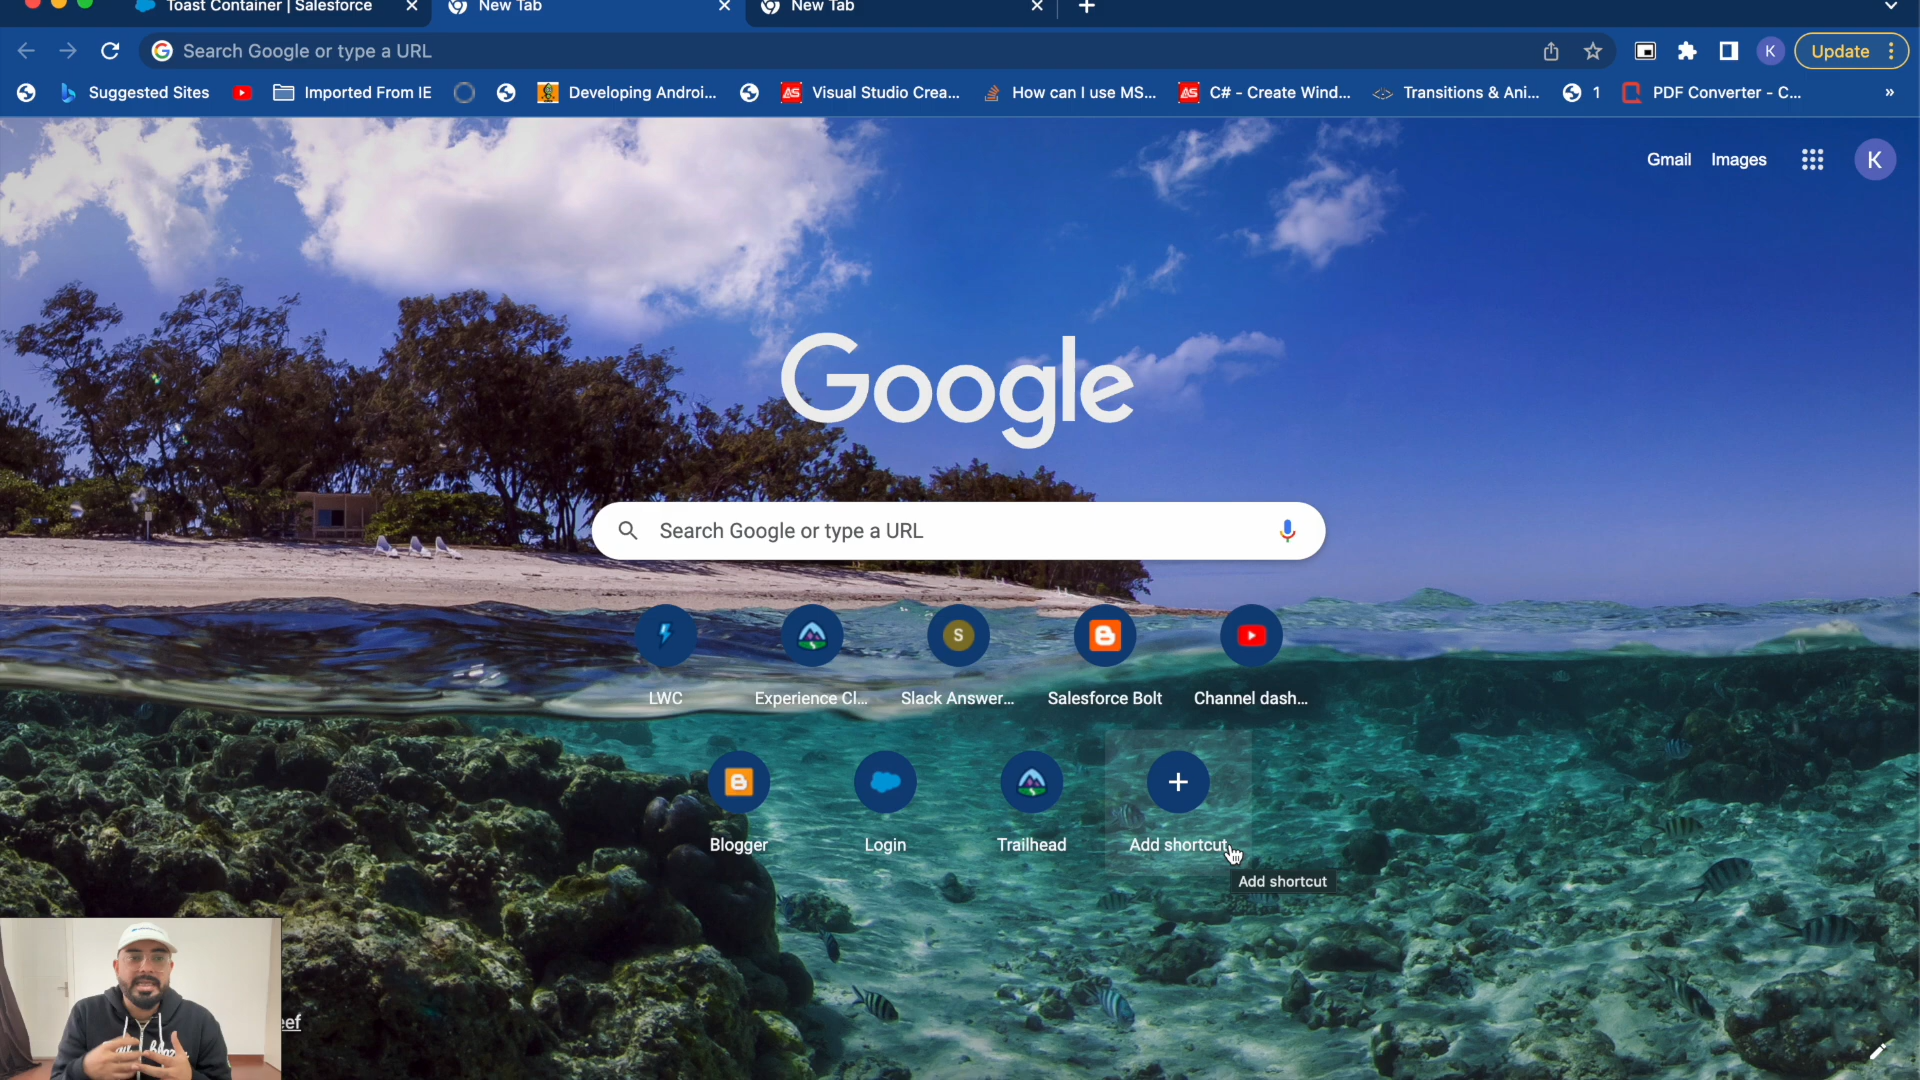 Toast Container | Salesforce
New Tab
New Tab
Search Google or type a URL
K
Update
Suggested Sites
Imported From IE
Developing Androi...
Visual Studio Crea...
How can I use MS...
C# - Create Wind...
Transitions & Ani...
1
PDF Converter - C...
»
Gmail
Images
K
Google
Search Google or type a URL
S
LWC
Experience Cl...
Slack Answer...
Salesforce Bolt
Channel dash...
Blogger
Login
Trailhead
Add shortcut
Add shortcut
eef